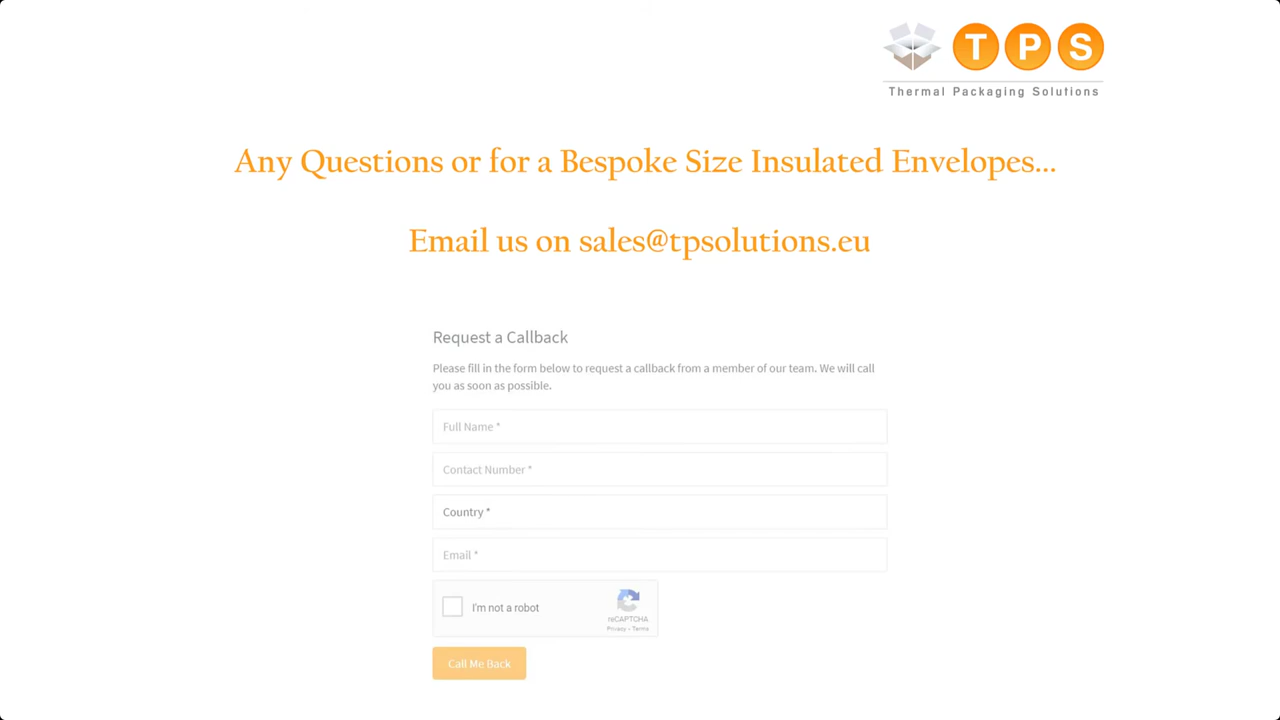 T P S
Thermal Packaging Solutions
Any Questions or for a Bespoke Size Insulated Envelopes...
Email us on sales@tpsolutions.eu
Request a Callback
Please fill in the form below to request a callback from a member of our team. We will call
you as soon as possible.
Full Name *
Contact Number *
Country *
Email *
I'm not a robot
reCAPTCHA
Privacy - Terms
Call Me Back